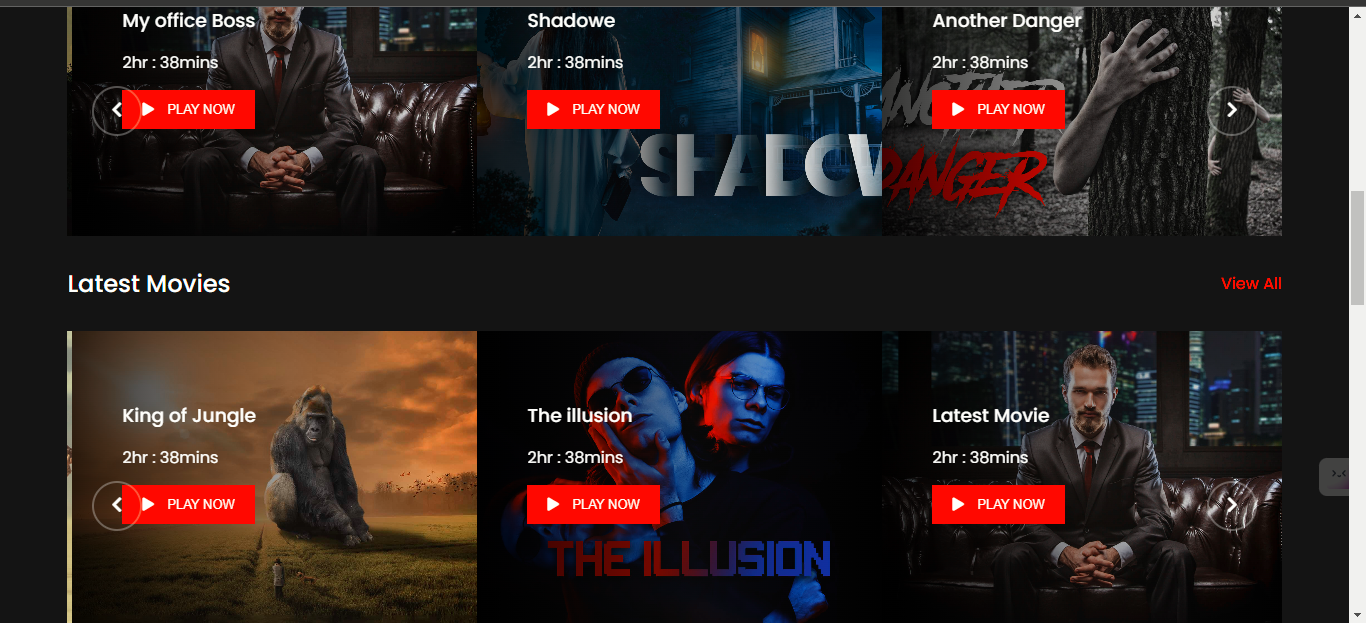 My office Boss
Shadowe
Another Danger
2hr : 38mins
2hr : 38mins
2hr : 38mins
PLAY NOW
PLAY NOW
PLAY NOW
SHADOW
ANOTHER
DANGER
Latest Movies
View All
King of Jungle
The illusion
Latest Movie
2hr : 38mins
2hr : 38mins
2hr : 38mins
PLAY NOW
PLAY NOW
PLAY NOW
THE ILLUSION